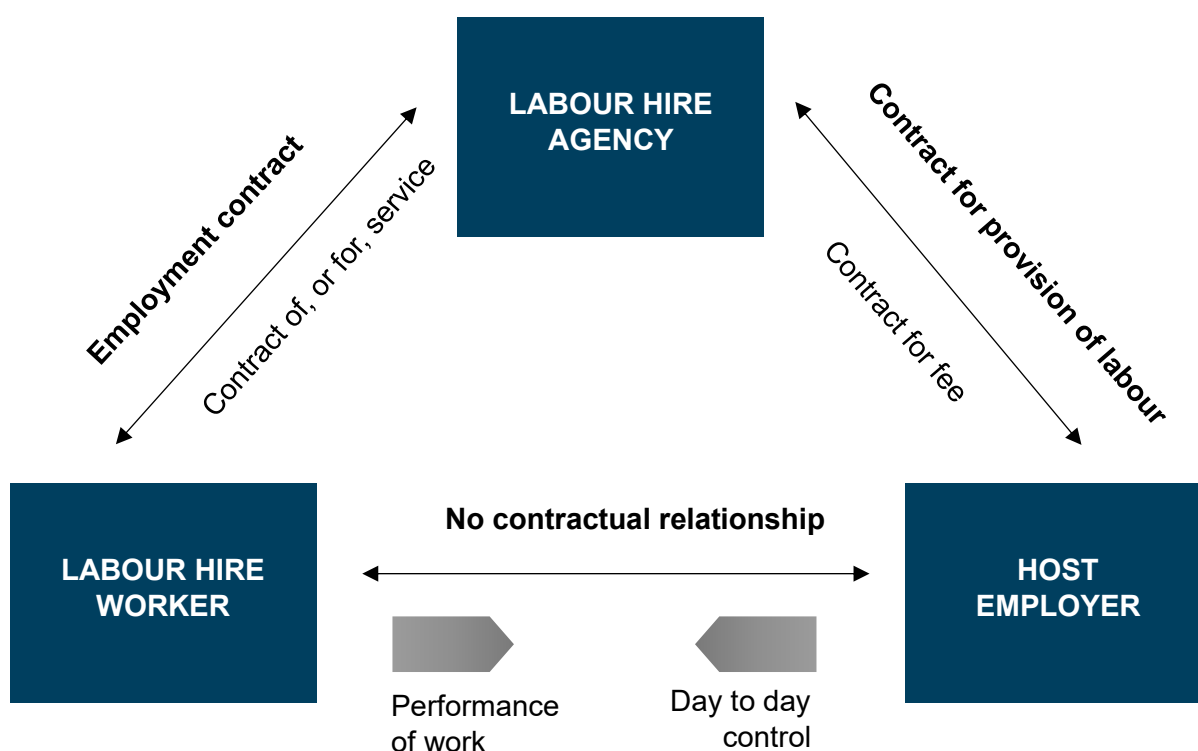 LABOUR HIRE
AGENCY
Employment contract
Contract of, or for, service
Contract for provision of labour
Contract for fee
No contractual relationship
LABOUR HIRE
WORKER
HOST
EMPLOYER
Performance
of work
Day to day
control